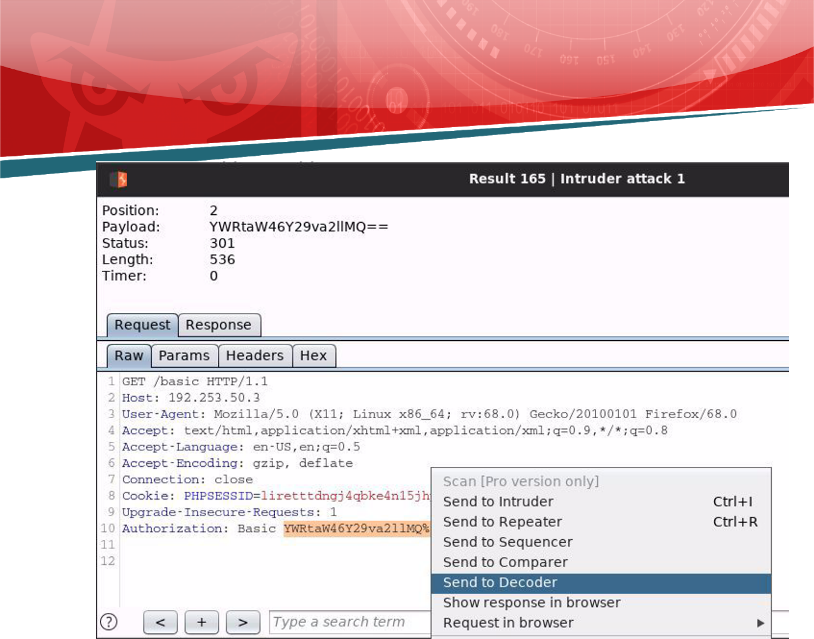 Result 165 | Intruder attack 1
Position: 2
Payload: YWRtaW46Y29va2llMQ==
Status: 301
Length: 536
Timer: 0
Request Response
Raw Params Headers Hex
1 GET /basic HTTP/1.1
2 Host: 192.253.50.3
3 User-Agent: Mozilla/5.0 (X11; Linux x86_64; rv:68.0) Gecko/20100101 Firefox/68.0
4 Accept: text/html,application/xhtml+xml,application/xml;q=0.9,*/*;q=0.8
5 Accept-Language: en-US,en;q=0.5
6 Accept-Encoding: gzip, deflate
7 Connection: close
8 Cookie: PHPSESSID=liretttdngj4qbke4n15jh
9 Upgrade-Insecure-Requests: 1
10 Authorization: Basic YWRtaW46Y29va2llMQ%
11
12
Scan [Pro version only]
Send to Intruder Ctrl+I
Send to Repeater Ctrl+R
Send to Sequencer
Send to Comparer
Send to Decoder
Show response in browser
Request in browser
? < + > Type a search term